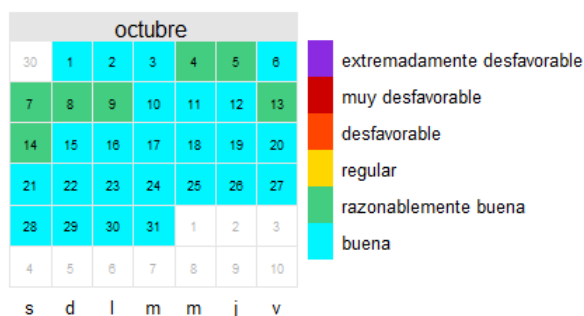 octubre
30 1 2 3 4 5 6
7 8 9 10 11 12 13
14 15 16 17 18 19 20
21 22 23 24 25 26 27
28 29 30 31 1 2 3
4 5 6 7 8 9 10
s d l m m j v
extremadamente desfavorable
muy desfavorable
desfavorable
regular
razonablemente buena
buena